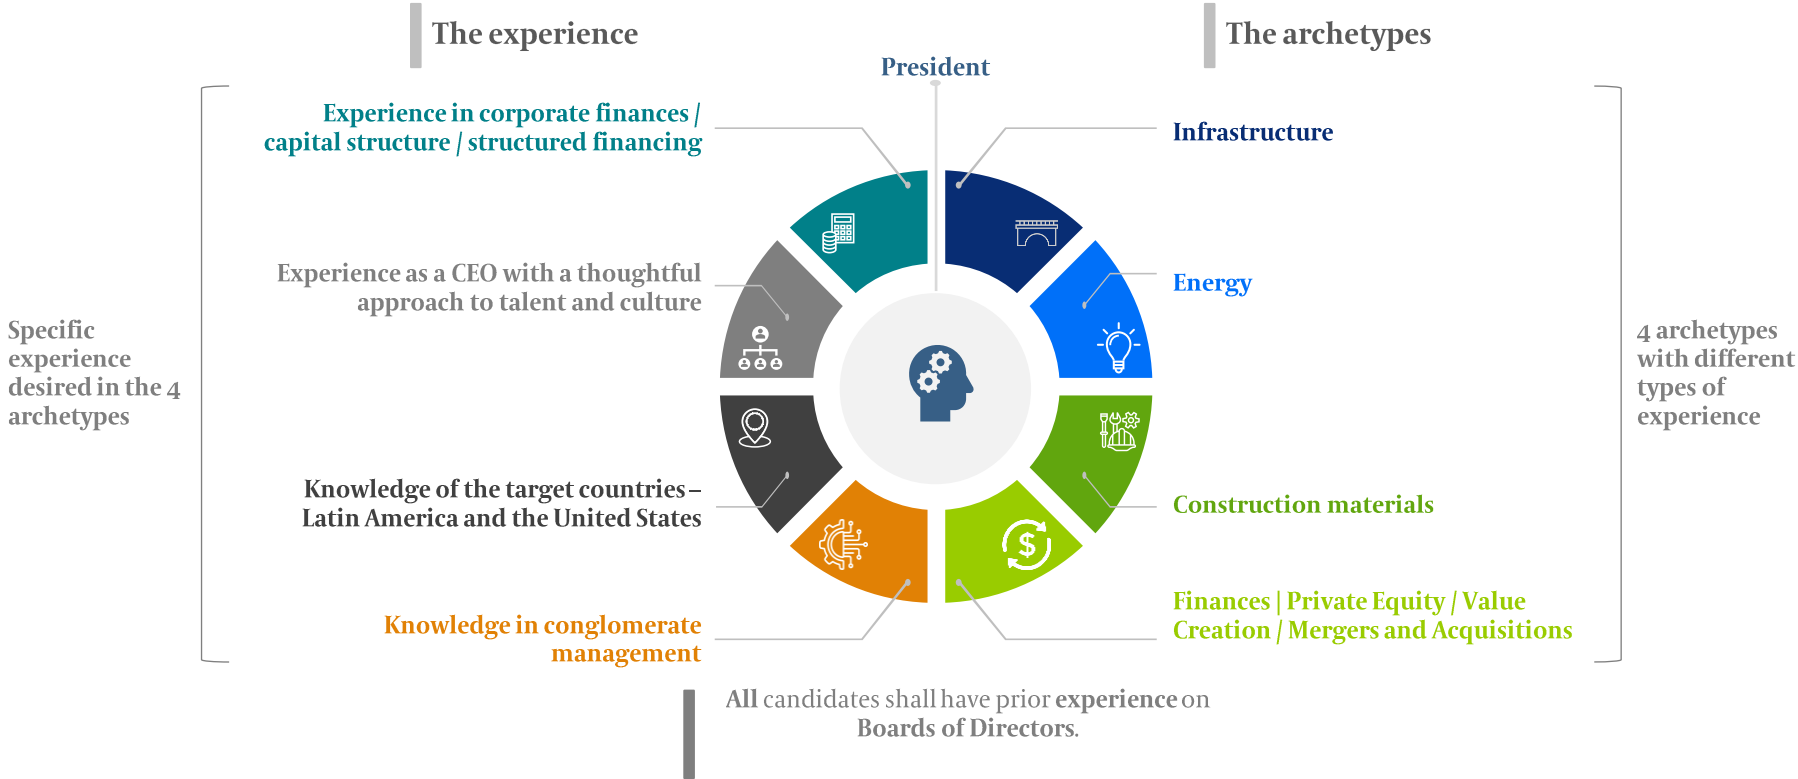 The experience
The archetypes
President
Experience in corporate finances /
capital structure / structured financing
Infrastructure
Experience as a CEO with a thoughtful
approach to talent and culture
Energy
Specific
experience
desired in the 4
archetypes
4 archetypes
with different
types of
experience
Knowledge of the target countries –
Latin America and the United States
Construction materials
Knowledge in conglomerate
management
Finances | Private Equity / Value
Creation / Mergers and Acquisitions
$
All candidates shall have prior experience on
Boards of Directors.